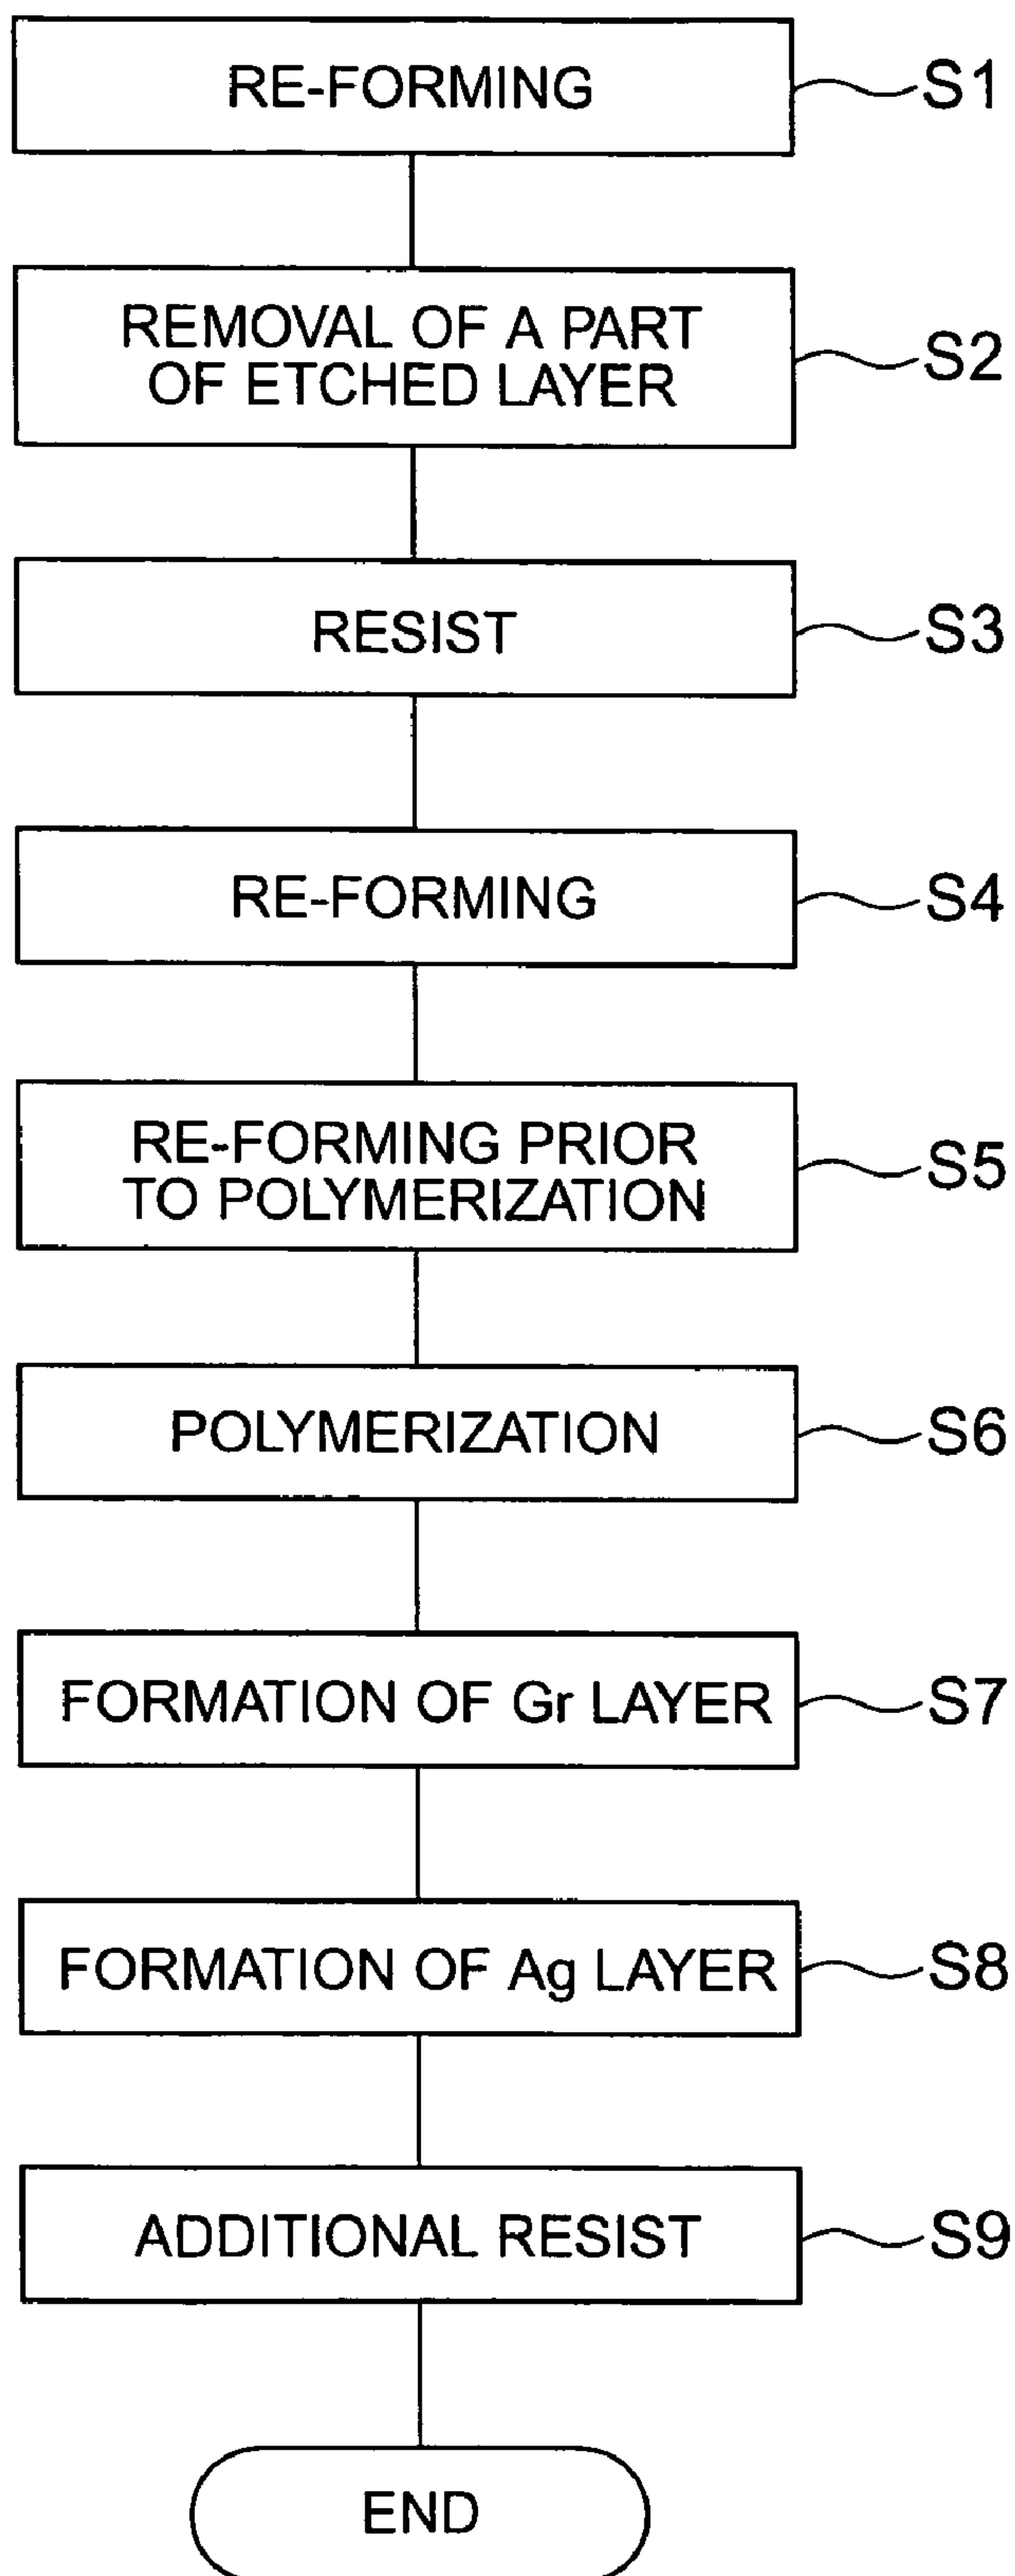 RE-FORMING
S1
REMOVAL OF A PART
OF ETCHED LAYER
S2
RESIST
S3
RE-FORMING
S4
RE-FORMING PRIOR
TO POLYMERIZATION
S5
POLYMERIZATION
S6
FORMATION OF Gr LAYER
S7
FORMATION OF Ag LAYER
S8
ADDITIONAL RESIST
S9
END